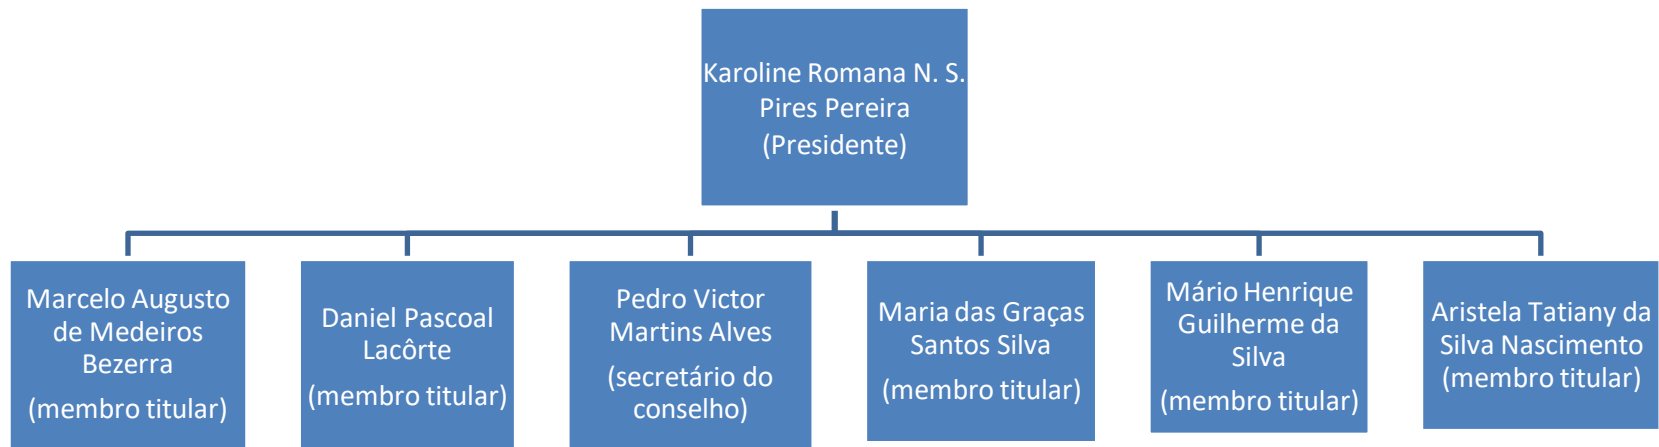 Karoline Romana N. S.
Pires Pereira
(Presidente)
Marcelo Augusto
de Medeiros
Bezerra
(membro titular)
Daniel Pascoal
Lacôrte
(membro titular)
Pedro Victor
Martins Alves
(secretário do
conselho)
Maria das Graças
Santos Silva
(membro titular)
Mário Henrique
Guilherme da
Silva
(membro titular)
Aristela Tatiany da
Silva Nascimento
(membro titular)